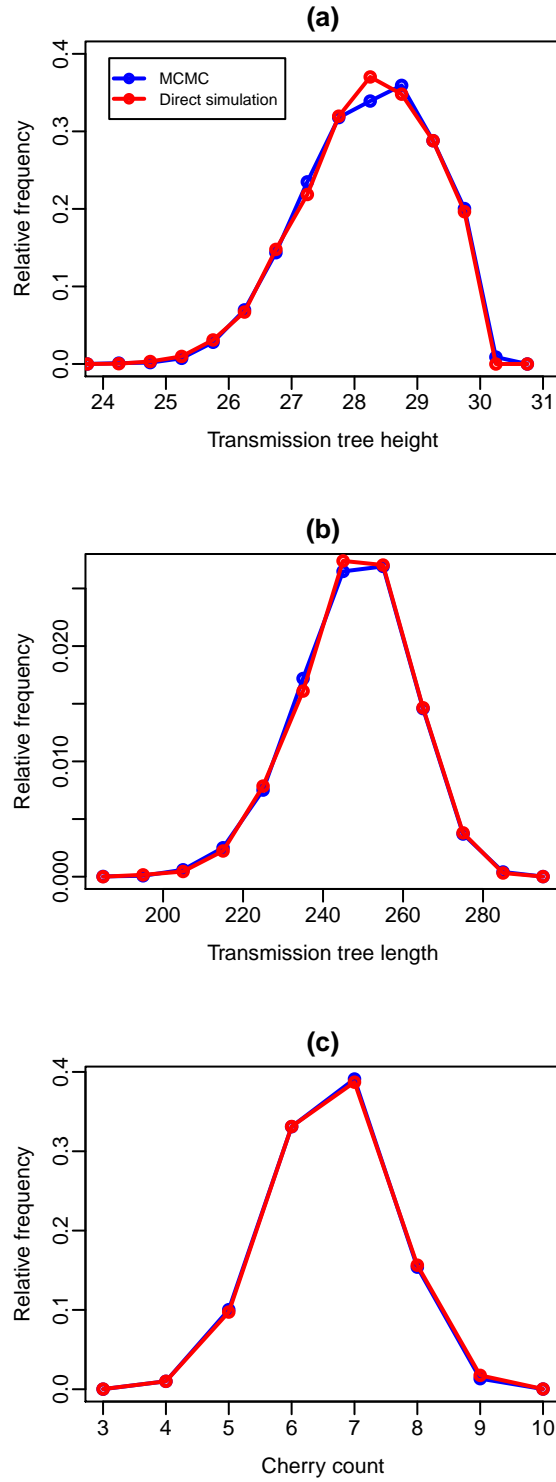 (a)
MCMC
Direct simulation
Relative frequency
0.0 0.1 0.2 0.3 0.4
24 25 26 27 28 29 30 31
Transmission tree height
(b)
Relative frequency
0.000 0.010 0.020
200 220 240 260 280
Transmission tree length
(c)
Relative frequency
0.0 0.1 0.2 0.3 0.4
3 4 5 6 7 8 9 10
Cherry count